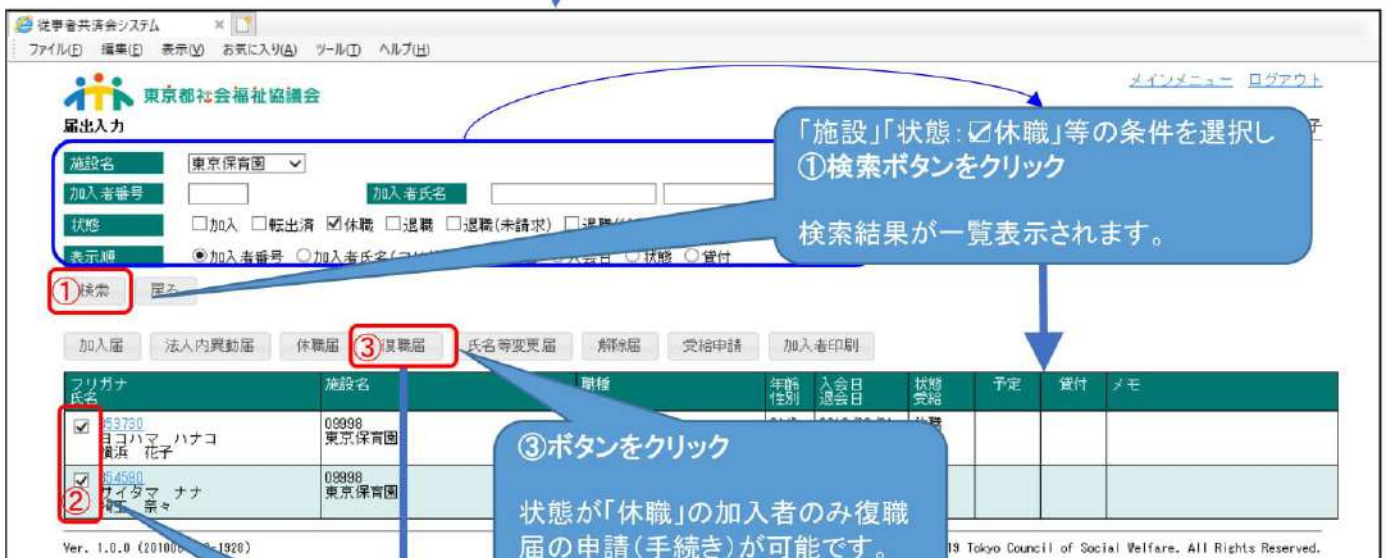 従事者共済会システム
ファイル(F) 編集(E) 表示(V) お気に入り(A) ツール(T) ヘルプ(H)
東京都社会福祉協議会
メインメニュー ログアウト
届出入力
子
「施設」「状態:☑休職」等の条件を選択し
①検索ボタンをクリック
検索結果が一覧表示されます。
施設名 東京保育園
加入者番号 加入者氏名
状態 □加入 □転出済 ☑休職 □退職 □退職(未請求) □退職
表示順 ◉加入者番号 ○加入者氏名(フリガ ○入会日 ○状態 ○貸付
① 検索 戻る
加入届 法人内異動届 休職届 ③復職届 氏名等変更届 解除届 受給申請 加入者印刷
フリガナ 施設名 職種 年齢 入会日 状態 予定 貸付 メモ
氏名 性別 退会日 受給
☑ 09998 休職
ヨコハマ ハナコ 東京保育園
横浜 花子
☑ 09998
② サイタマ ナナ 東京保育園
奈々
③ボタンをクリック
状態が「休職」の加入者のみ復職
届の申請(手続き)が可能です。
Ver. 1.0.0 19 Tokyo Council of Social Welfare. All Rights Reserved.